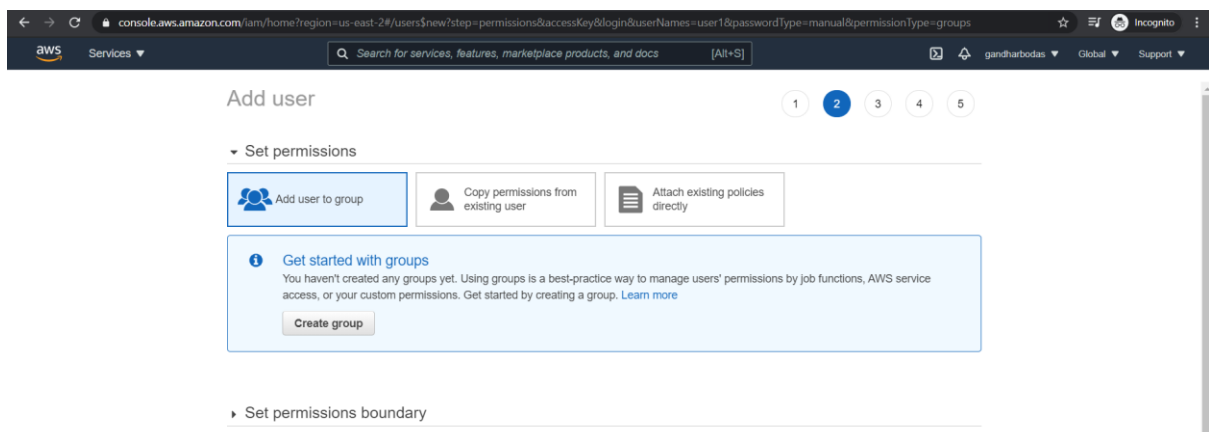 console.aws.amazon.com/iam/home?region=us-east-2#/users$new?step=permissions&accessKey&login&userNames=user1&passwordType=manual&permissionType=groups
Incognito
aws
Services ▼
Search for services, features, marketplace products, and docs [Alt+S]
gandharbodas ▼
Global ▼
Support ▼
Add user
1 2 3 4 5
Set permissions
Add user to group
Copy permissions from
existing user
Attach existing policies
directly
Get started with groups
You haven't created any groups yet. Using groups is a best-practice way to manage users' permissions by job functions, AWS service
access, or your custom permissions. Get started by creating a group. Learn more
Create group
Set permissions boundary